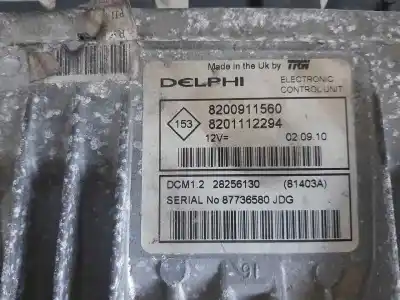 Made in the Uk by TRW
DELPHI
ELECTRONIC
CONTROL UNIT
8200911560
153
8201112294
12V=
02.09.10
DCM1.2 28256130 (81403A)
SERIAL No 87736580 JDG
16